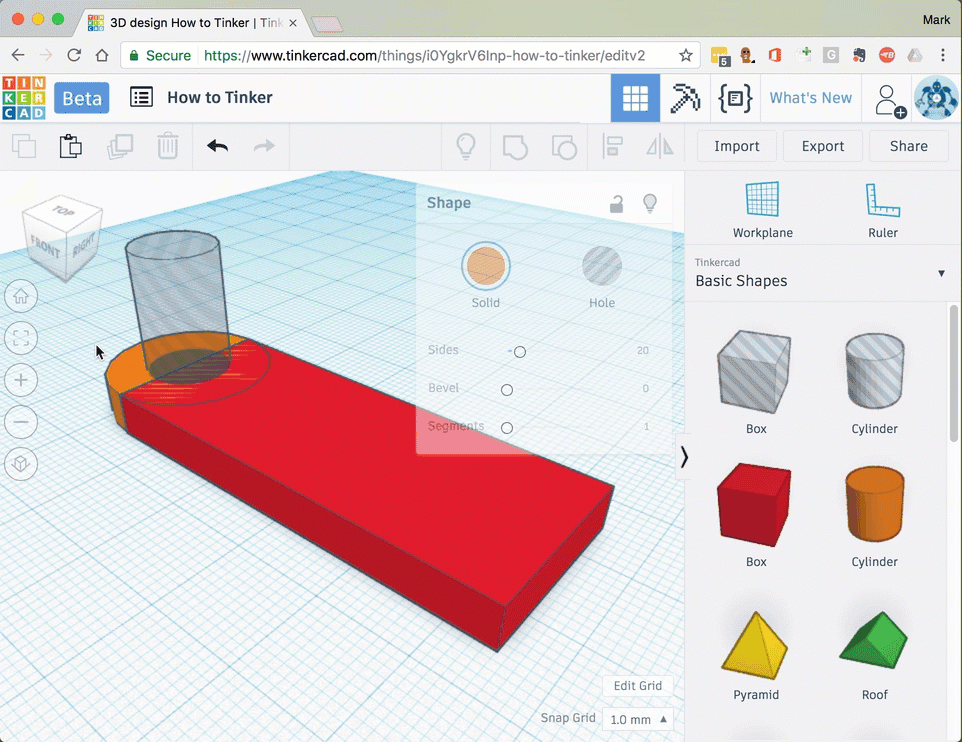 3D design How to Tinker | Tink
Mark
Secure
https://www.tinkercad.com/things/i0YgkrV6Inp-how-to-tinker/editv2
5
G
TIN
KER
CAD
Beta
How to Tinker
What's New
Import
Export
Share
TOP
FRONT
RIGHT
Shape
Solid
Hole
Sides
20
Bevel
0
Segments
1
Workplane
Ruler
Tinkercad
Basic Shapes
Box
Cylinder
Box
Cylinder
Pyramid
Roof
Edit Grid
Snap Grid
1.0 mm